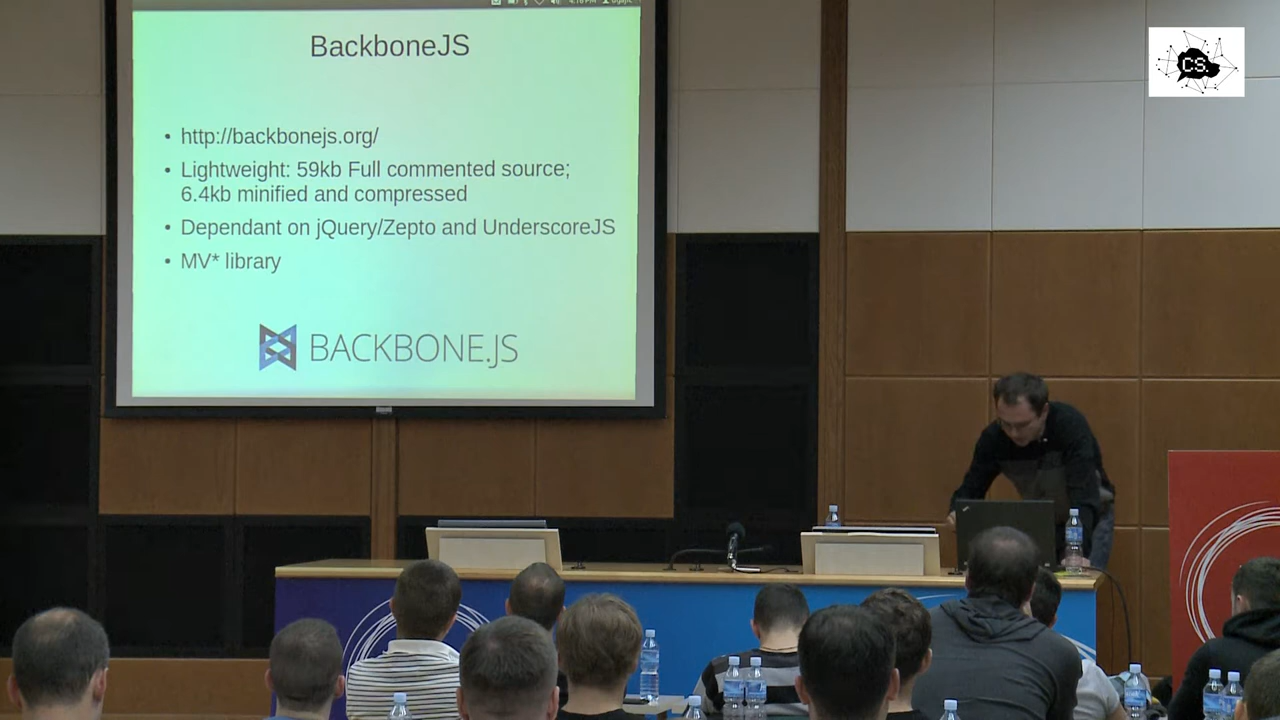 BackboneJS
• http://backbonejs.org/
• Lightweight: 59kb Full commented source;
6.4kb minified and compressed
• Dependant on jQuery/Zepto and UnderscoreJS
• MV* library
BACKBONE.JS
CS.